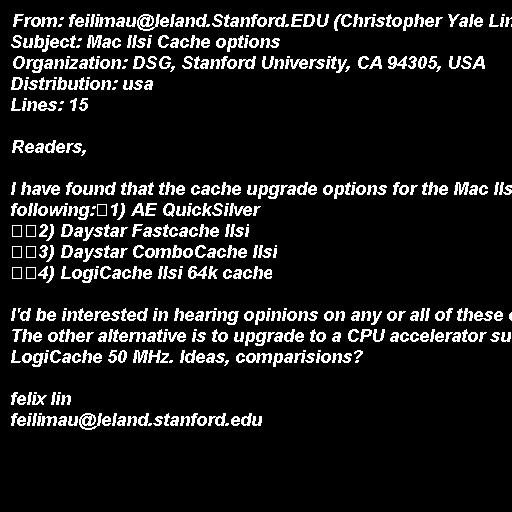 From: feilimau@leland.Stanford.EDU (Christopher Yale Lin
Subject: Mac IIsi Cache options
Organization: DSG, Stanford University, CA 94305, USA
Distribution: usa
Lines: 15
Readers,
I have found that the cache upgrade options for the Mac IIs
following: 1) AE QuickSilver
2) Daystar Fastcache IIsi
3) Daystar ComboCache IIsi
4) LogiCache IIsi 64k cache
I'd be interested in hearing opinions on any or all of these
The other alternative is to upgrade to a CPU accelerator su
LogiCache 50 MHz. Ideas, comparisions?
felix lin
feilimau@leland.stanford.edu